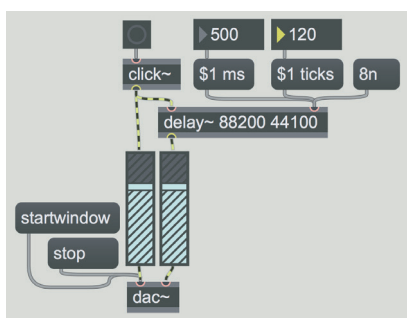 500
120
click~
$1 ms
$1 ticks
8n
delay~ 88200 44100
startwindow
stop
dac~